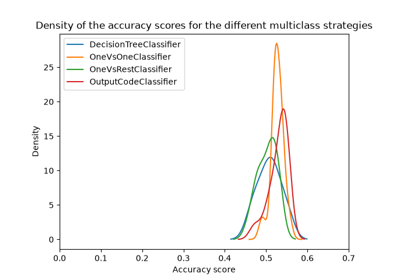 Density of the accuracy scores for the different multiclass strategies
DecisionTreeClassifier
OneVsOneClassifier
OneVsRestClassifier
OutputCodeClassifier
25
20
15
10
5
0
Density
0.0 0.1 0.2 0.3 0.4 0.5 0.6 0.7
Accuracy score